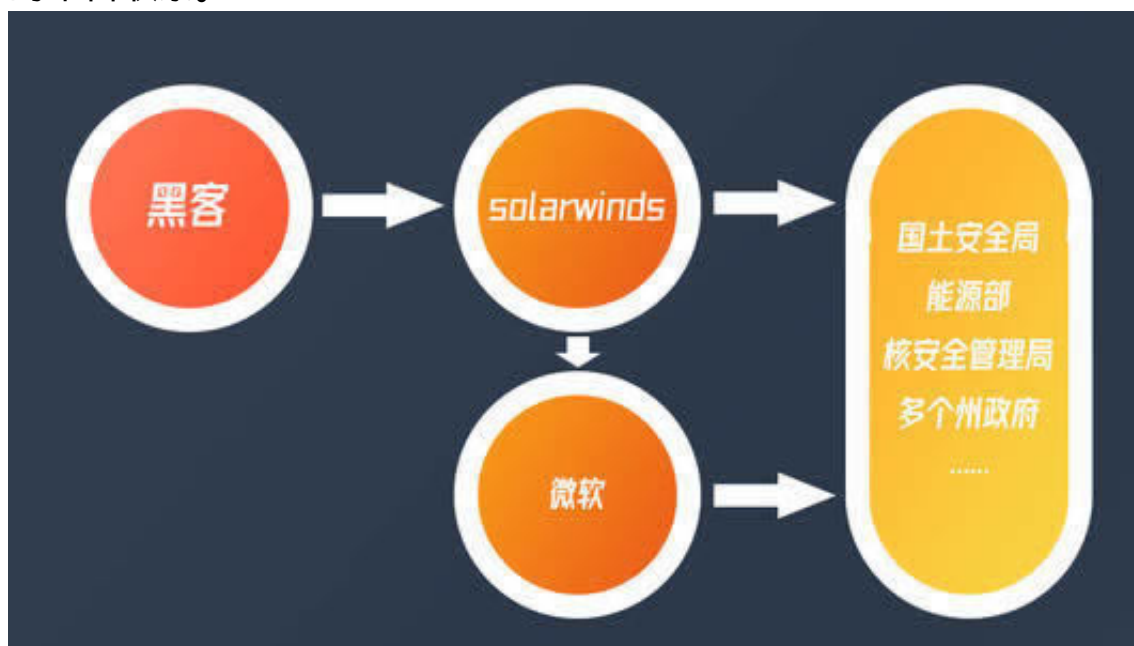 黑客
solarwinds
国土安全局
能源部
核安全管理局
多个州政府
......
微软